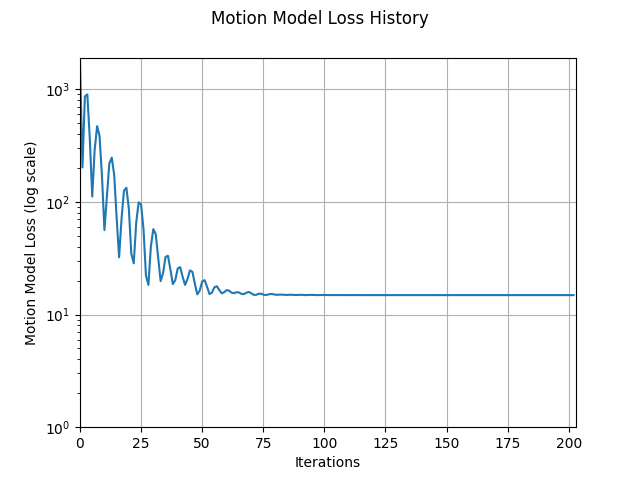 Motion Model Loss History
Motion Model Loss (log scale)
10³
10²
10¹
10⁰
0 25 50 75 100 125 150 175 200
Iterations